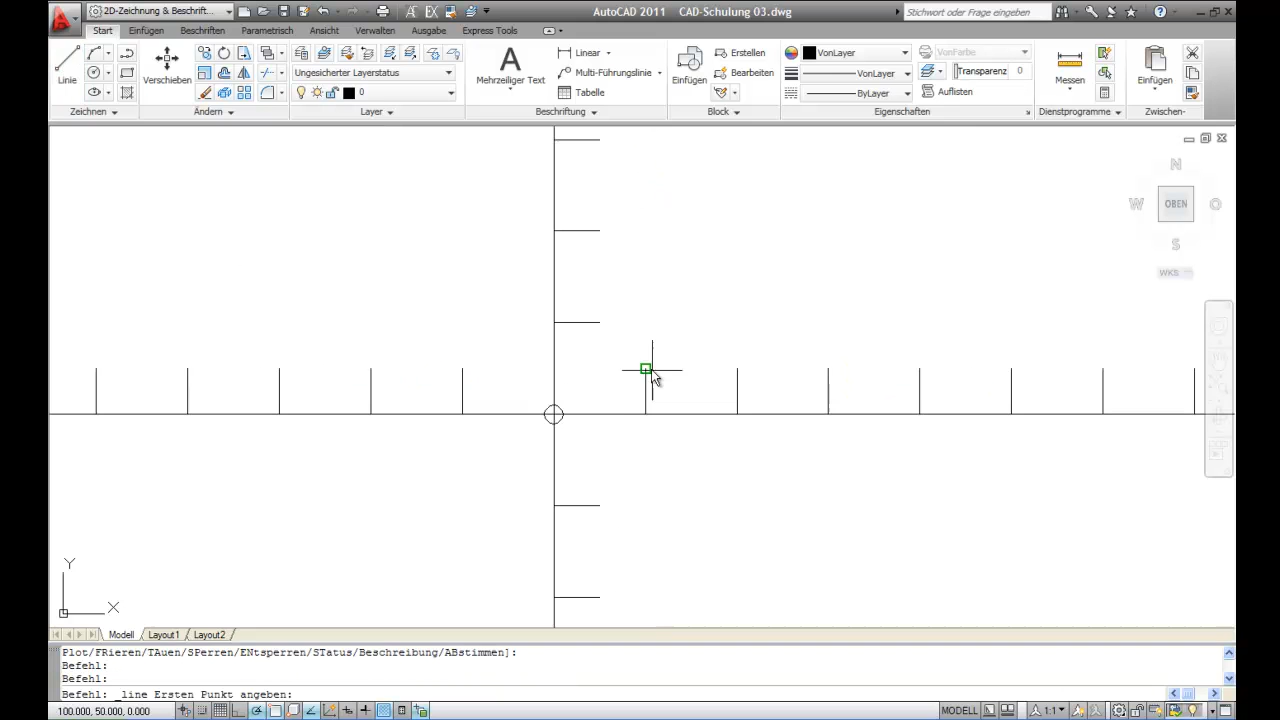 2D-Zeichnung & Beschrift...
AutoCAD 2011 CAD-Schulung 03.dwg
Stichwort oder Frage eingeben
Start Einfügen Beschriften Parametrisch Ansicht Verwalten Ausgabe Express Tools
Linie
Verschieben
Ungesicherter Layerstatus
0
A
Mehrzeiliger Text
Linear
Multi-Führungslinie
Tabelle
Einfügen
Erstellen
Bearbeiten
VonLayer
VonLayer
ByLayer
VonFarbe
Transparenz 0
Auflisten
Messen
Einfügen
Zeichnen Ändern Layer Beschriftung Block Eigenschaften Dienstprogramme Zwischen-
N
W OBEN O
S
WKS
Y
X
Modell Layout1 Layout2
Plot/FRieren/TAuen/SPerren/ENtsperren/STatus/Beschreibung/ABstimmen]:
Befehl:
Befehl:
Befehl: _line Ersten Punkt angeben:
100.000, 50.000, 0.000
MODELL 1:1